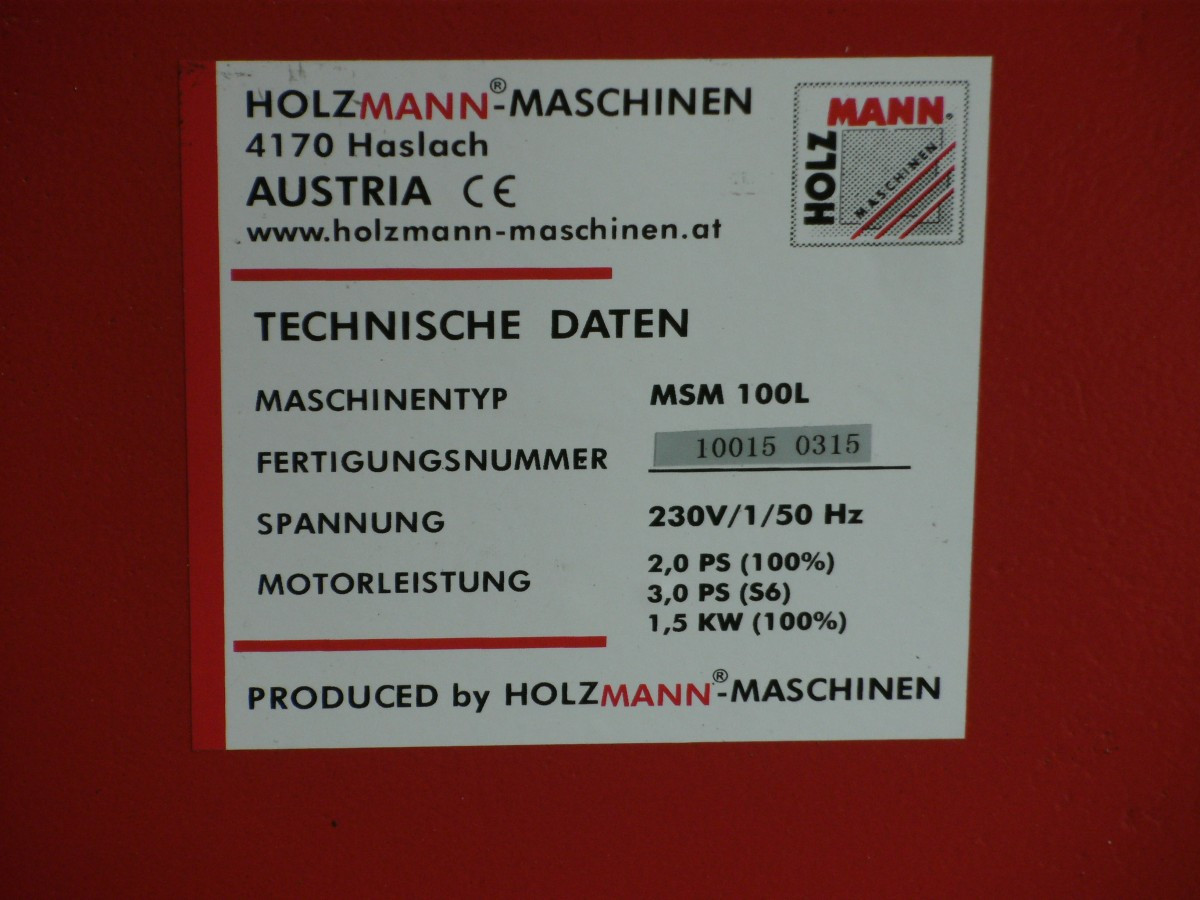 HOLZMANN®-MASCHINEN
4170 Haslach
AUSTRIA CE
www.holzmann-maschinen.at
HOLZ MANN®
MASCHINEN
TECHNISCHE DATEN
MASCHINENTYP MSM 100L
FERTIGUNGSNUMMER 10015 0315
SPANNUNG 230V/1/50 Hz
MOTORLEISTUNG 2,0 PS (100%)
3,0 PS (S6)
1,5 KW (100%)
PRODUCED by HOLZMANN®-MASCHINEN